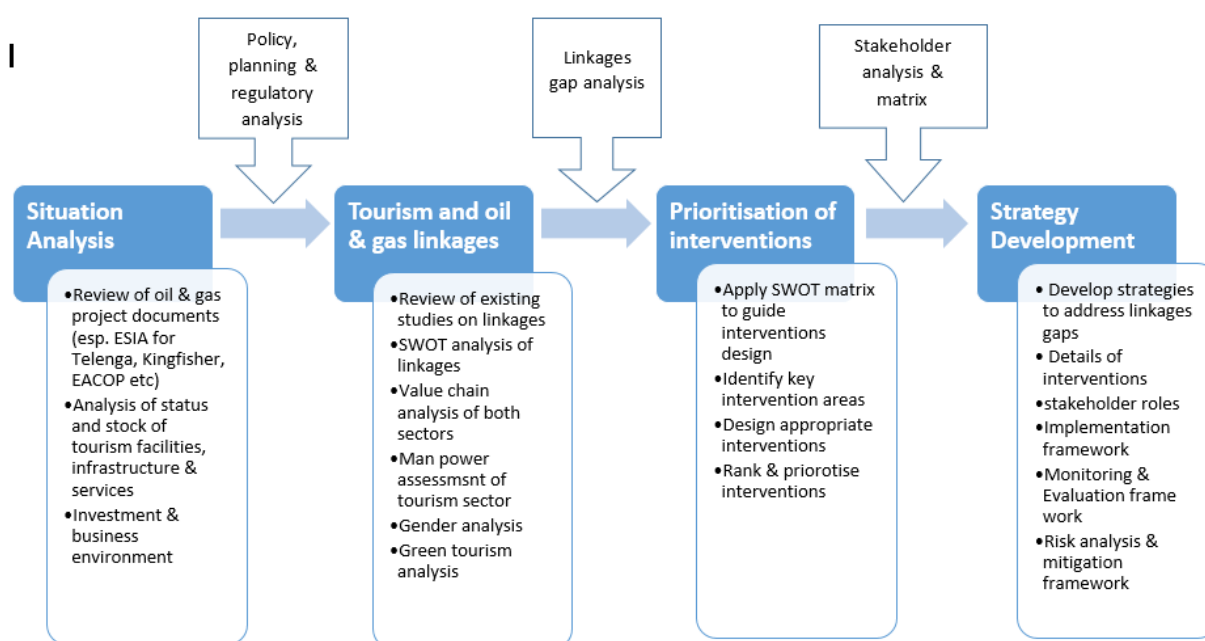 Policy,
planning &
regulatory
analysis
Linkages
gap analysis
Stakeholder
analysis &
matrix
I
Situation
Analysis
•Review of oil & gas
project documents
(esp. ESIA for
Telenga, Kingfisher,
EACOP etc)
•Analysis of status
and stock of
tourism facilities,
infrastructure &
services
•Investment &
business
environment
Tourism and oil
& gas linkages
•Review of existing
studies on linkages
•SWOT analysis of
linkages
•Value chain
analysis of both
sectors
•Man power
assessmsnt of
tourism sector
•Gender analysis
•Green tourism
analysis
Prioritisation of
interventions
•Apply SWOT matrix
to guide
interventions
design
•Identify key
intervention areas
•Design appropriate
interventions
•Rank & priorotise
interventions
Strategy
Development
• Develop strategies
to address linkages
gaps
•Details of
interventions
•stakeholder roles
•Implementation
framework
•Monitoring &
Evaluation frame
work
•Risk analysis &
mitigation
framework